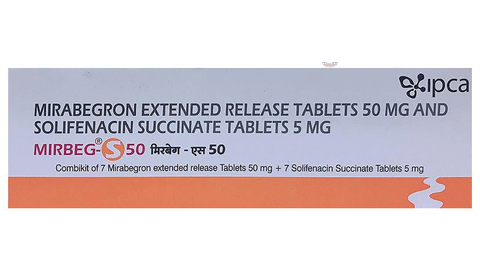 ipca
MIRABEGRON EXTENDED RELEASE TABLETS 50 MG AND
SOLIFENACIN SUCCINATE TABLETS 5 MG
MIRBEG-®S 50 मिरबेग - एस 50
Combikit of 7 Mirabegron extended release Tablets 50 mg + 7 Solifenacin Succinate Tablets 5 mg